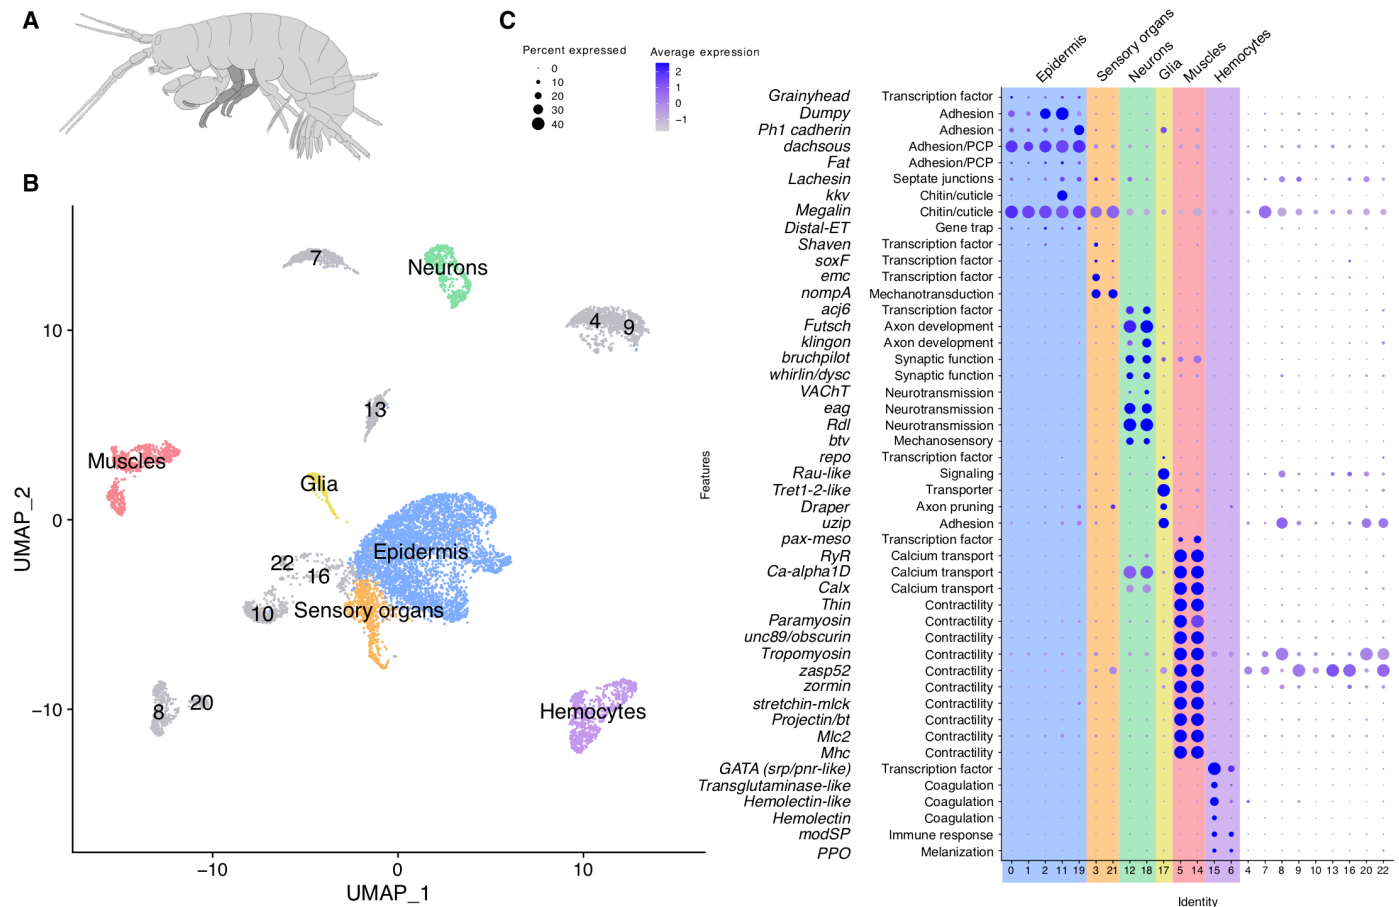 A
B
C
Percent expressed
0
10
20
30
40
Average expression
2
1
0
−1
Epidermis
Sensory organs
Neurons
Glia
Muscles
Hemocytes
Grainyhead Transcription factor
Dumpy Adhesion
Ph1 cadherin Adhesion
dachsous Adhesion/PCP
Fat Adhesion/PCP
Lachesin Septate junctions
kkv Chitin/cuticle
Megalin Chitin/cuticle
Distal-ET Gene trap
Shaven Transcription factor
soxF Transcription factor
emc Transcription factor
nompA Mechanotransduction
acj6 Transcription factor
Futsch Axon development
klingon Axon development
bruchpilot Synaptic function
whirlin/dysc Synaptic function
VAChT Neurotransmission
eag Neurotransmission
Rdl Neurotransmission
btv Mechanosensory
repo Transcription factor
Rau-like Signaling
Tret1-2-like Transporter
Draper Axon pruning
uzip Adhesion
pax-meso Transcription factor
RyR Calcium transport
Ca-alpha1D Calcium transport
Calx Calcium transport
Thin Contractility
Paramyosin Contractility
unc89/obscurin Contractility
Tropomyosin Contractility
zasp52 Contractility
zormin Contractility
stretchin-mlck Contractility
Projectin/bt Contractility
Mlc2 Contractility
Mhc Contractility
GATA (srp/pnr-like) Transcription factor
Transglutaminase-like Coagulation
Hemolectin-like Coagulation
Hemolectin Coagulation
modSP Immune response
PPO Melanization
Features
0 1 2 11 19 3 21 12 18 17 5 14 15 6 4 7 8 9 10 13 16 20 22
Identity
7
Neurons
4
9
13
Muscles
Glia
Epidermis
22
16
10
Sensory organs
8
20
Hemocytes
10
0
−10
UMAP_2
−10 0 10
UMAP_1